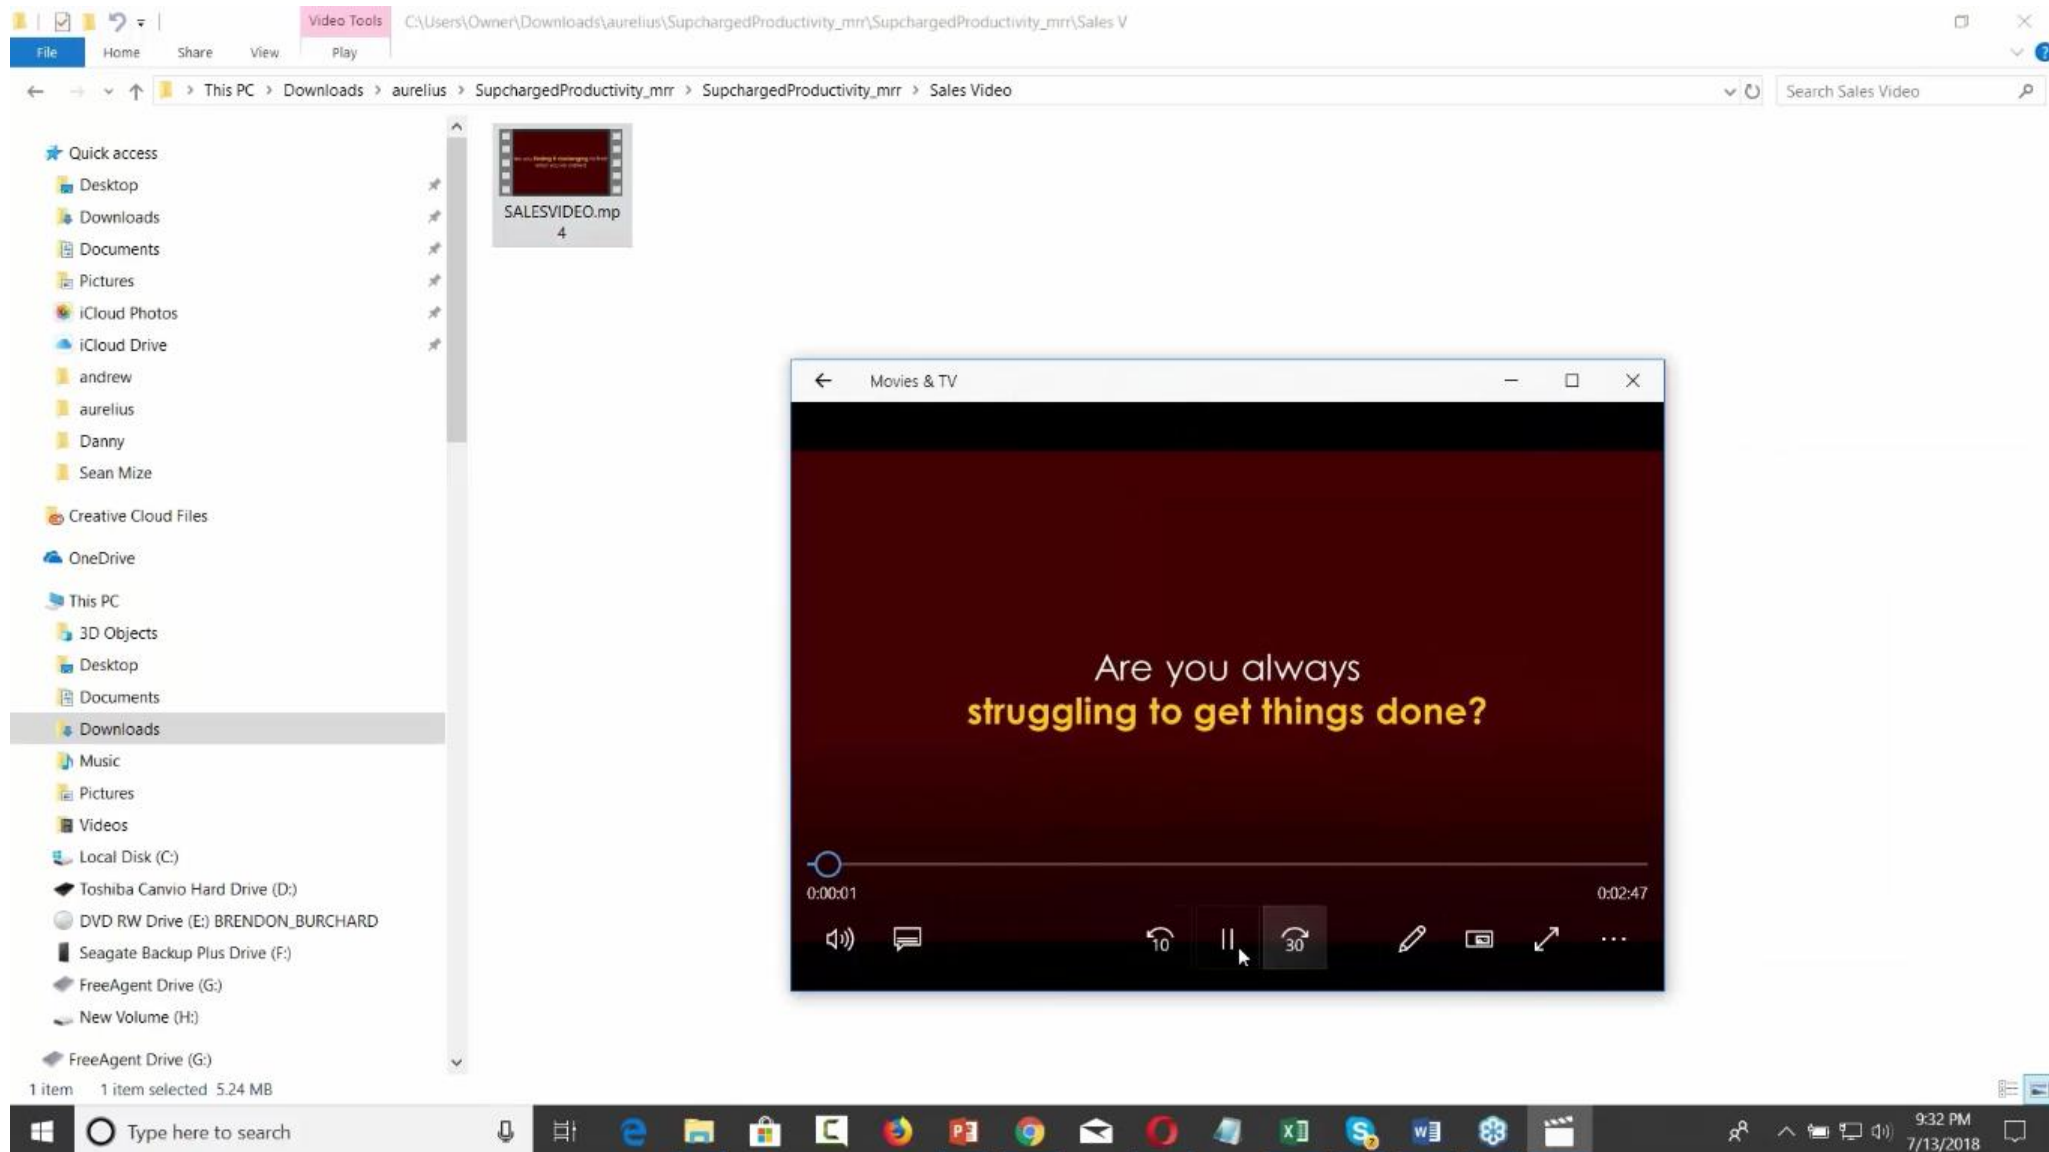 Video Tools C:\Users\Owner\Downloads\aurelius\SupchargedProductivity_mrr\SupchargedProductivity_mrr\Sales V
File Home Share View Play
This PC > Downloads > aurelius > SupchargedProductivity_mrr > SupchargedProductivity_mrr > Sales Video
Search Sales Video
Quick access
Desktop
Downloads
Documents
Pictures
iCloud Photos
iCloud Drive
andrew
aurelius
Danny
Sean Mize
Creative Cloud Files
OneDrive
This PC
3D Objects
Desktop
Documents
Downloads
Music
Pictures
Videos
Local Disk (C:)
Toshiba Canvio Hard Drive (D:)
DVD RW Drive (E:) BRENDON_BURCHARD
Seagate Backup Plus Drive (F:)
FreeAgent Drive (G:)
New Volume (H:)
FreeAgent Drive (G:)
1 item 1 item selected 5.24 MB
SALESVIDEO.mp
4
Movies & TV
Are you always
struggling to get things done?
0:00:01 0:02:47
10 30
Type here to search
9:32 PM
7/13/2018